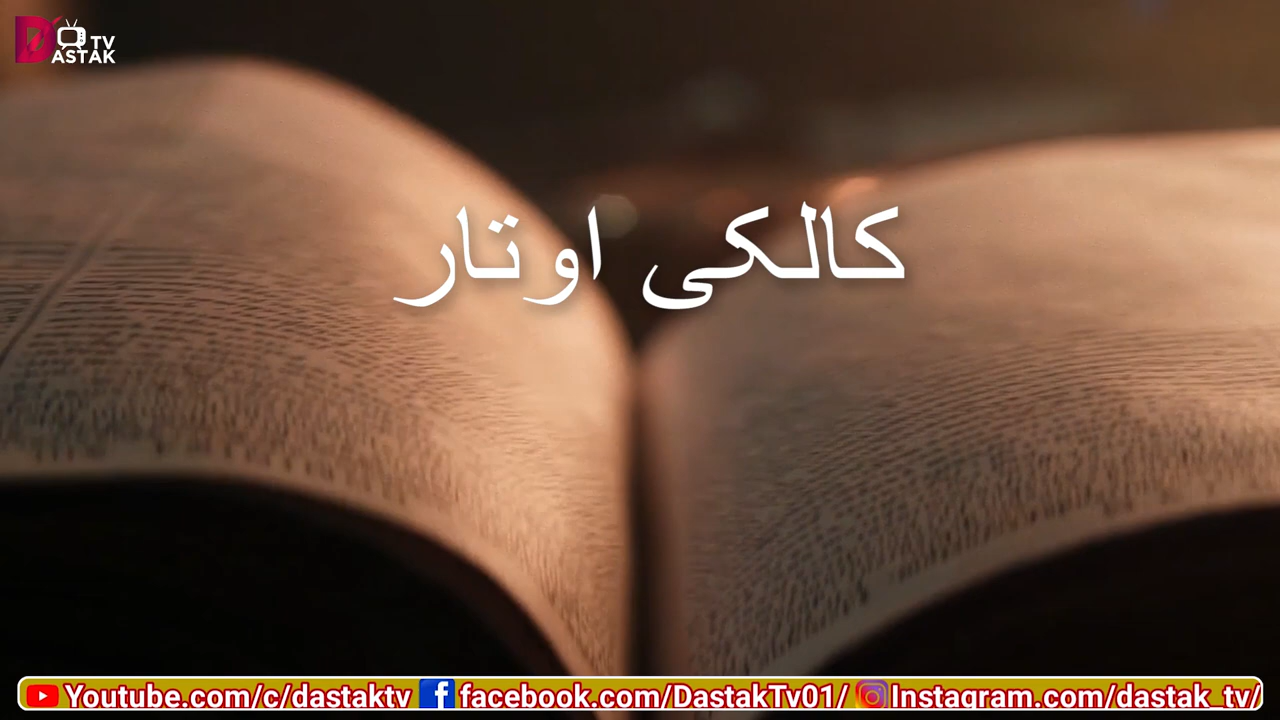 DASTAK TV
کالکی اوتار
Youtube.com/c/dastaktv facebook.com/DastakTv01/ Instagram.com/dastak_tv/